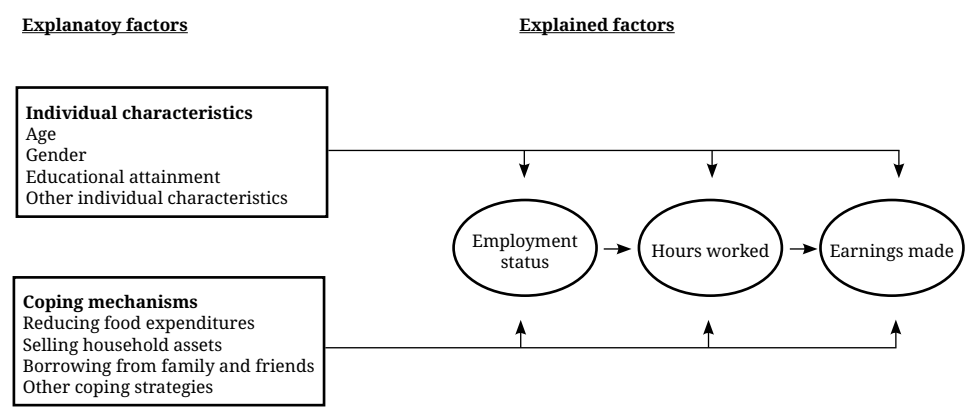 Explanatoy factors
Explained factors
Individual characteristics
Age
Gender
Educational attainment
Other individual characteristics
Employment
status
Hours worked
Earnings made
Coping mechanisms
Reducing food expenditures
Selling household assets
Borrowing from family and friends
Other coping strategies